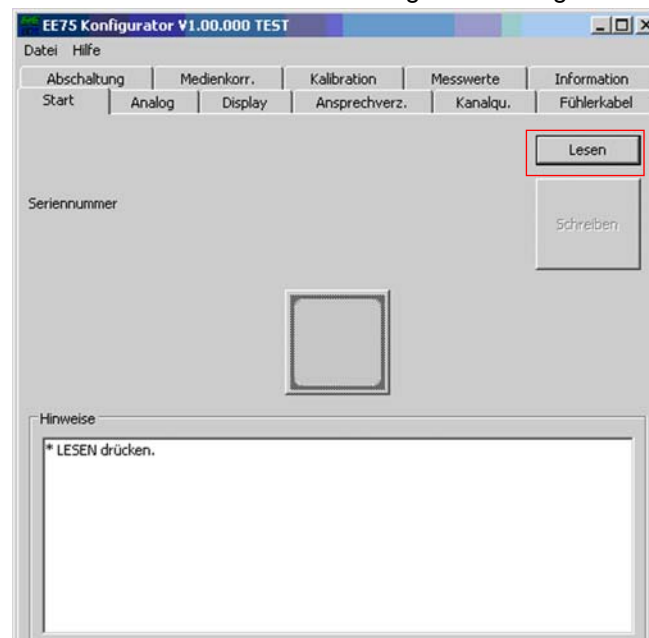 EE75 Konfigurator V1.00.000 TEST
Datei Hilfe
Abschaltung Medienkorr. Kalibration Messwerte Information
Start Analog Display Ansprechverz. Kanalqu. Fühlerkabel
Lesen
Seriennummer
Schreiben
Hinweise
* LESEN drücken.